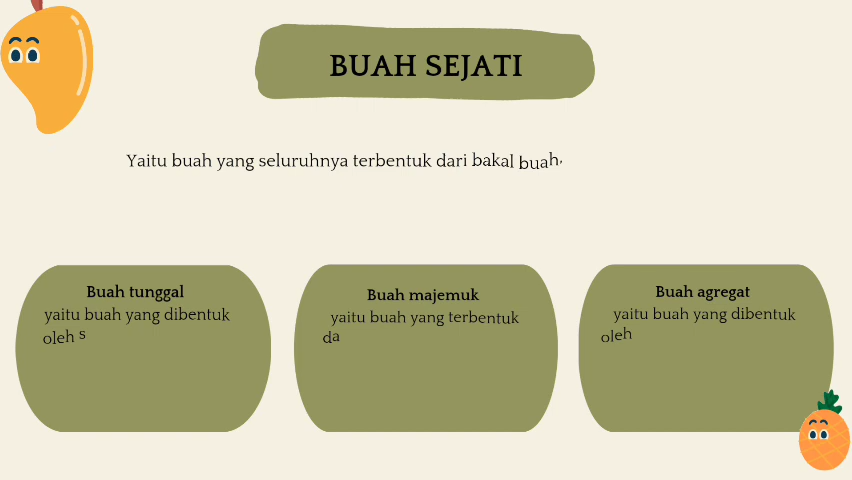 BUAH SEJATI
Yaitu buah yang seluruhnya terbentuk dari bakal buah,
Buah tunggal
yaitu buah yang dibentuk
oleh s
Buah majemuk
yaitu buah yang terbentuk
da
Buah agregat
yaitu buah yang dibentuk
oleh